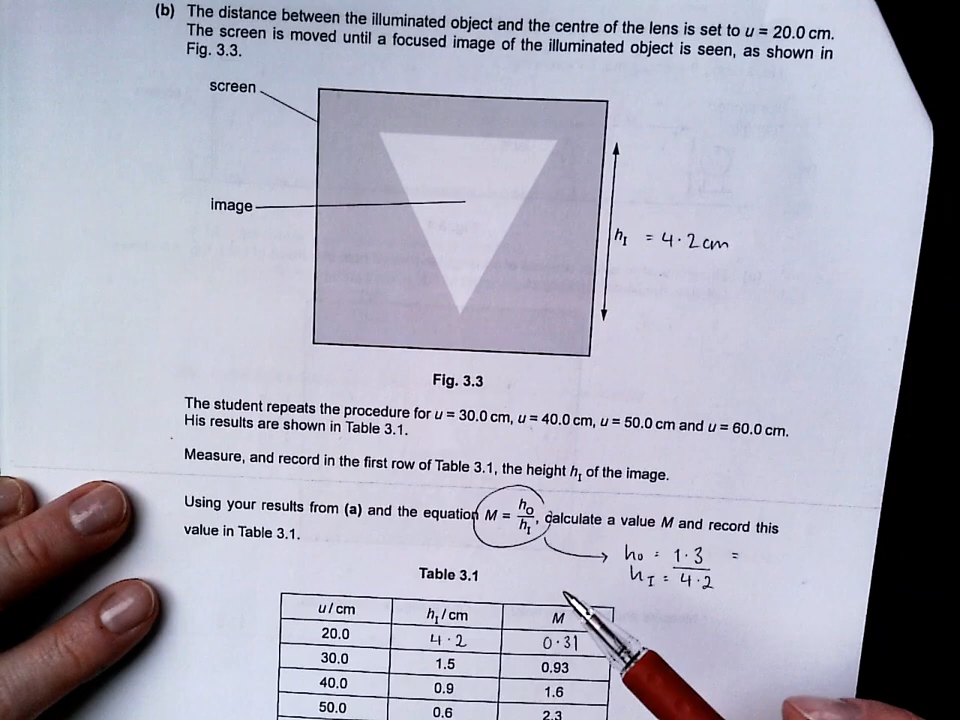 (b) The distance between the illuminated object and the centre of the lens is set to u = 20.0 cm.
The screen is moved until a focused image of the illuminated object is seen, as shown in
Fig. 3.3.
screen
image
hI = 4.2 cm
Fig. 3.3
The student repeats the procedure for u = 30.0 cm, u = 40.0 cm, u = 50.0 cm and u = 60.0 cm.
His results are shown in Table 3.1.
Measure, and record in the first row of Table 3.1, the height hI of the image.
Using your results from (a) and the equation M = hO/hI, calculate a value M and record this
value in Table 3.1.
ho = 1.3 =
hI = 4.2
Table 3.1
u / cm hI / cm M
20.0 4.2 0.31
30.0 1.5 0.93
40.0 0.9 1.6
50.0 0.6 2.3